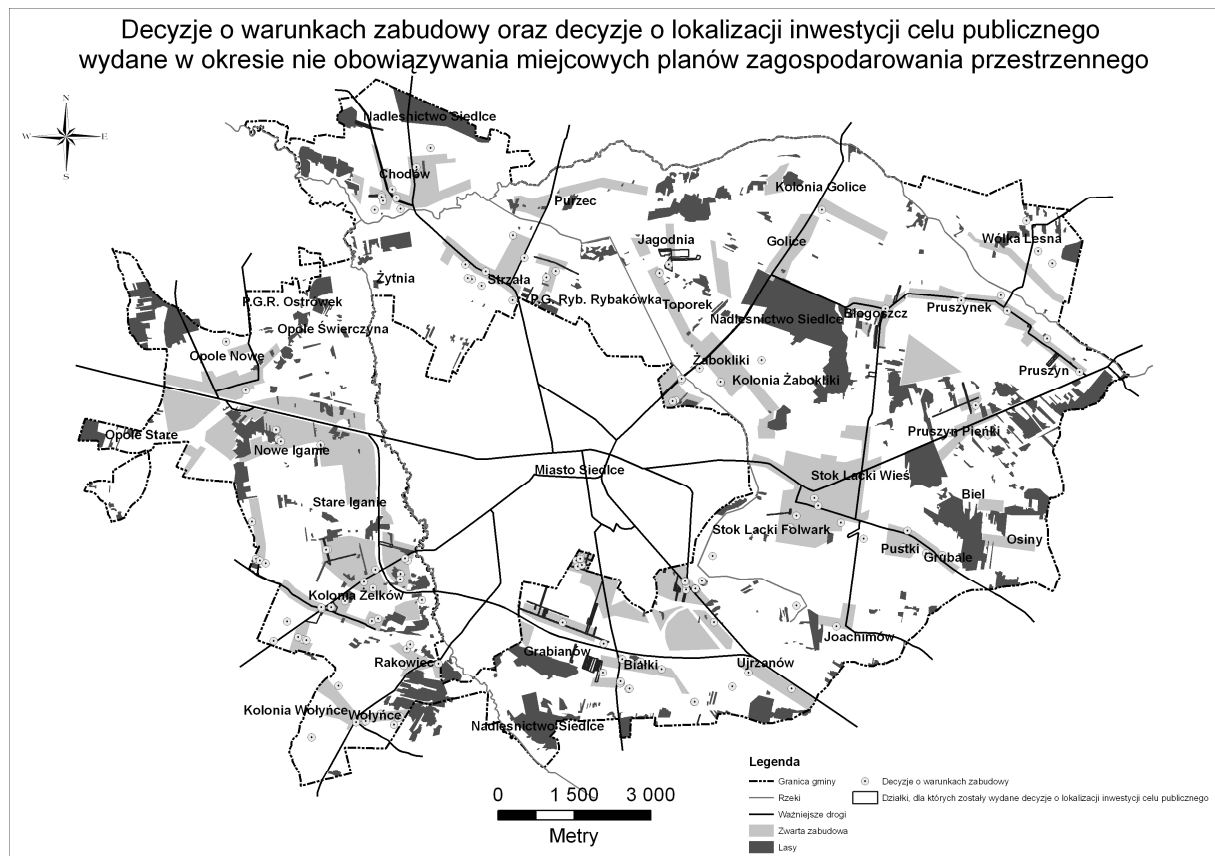 Decyzje o warunkach zabudowy oraz decyzje o lokalizacji inwestycji celu publicznego
wydane w okresie nie obowiązywania miejcowych planów zagospodarowania przestrzennego
N
W E
S
Nadlesnictwo Siedlce
Chodów
Kolonia Golice
Purzec
Jagodnia
Golice
Wólka Lesna
Żytnia
Strzała
P.G.R. Ostrówek
P.G. Ryb. Rybakówka
Toporek
Pruszynek
Nadlesnictwo Siedlce
Błogoszcz
Opole Świerczyna
Opole Nowe
Żabokliki
Kolonia Żabokliki
Pruszyn
Opole Stare
Pruszyn Pieńki
Nowe Iganie
Miasto Siedlce
Stok Lacki Wieś
Stare Iganie
Biel
Stok Lacki Folwark
Osiny
Pustki
Grubale
Kolonia Żelków
Joachimów
Grabianów
Rakowiec
Białki
Ujrzanów
Kolonia Wołyńce
Wołyńce
Nadlesnictwo Siedlce
Legenda
Granica gminy
Rzeki
Ważniejsze drogi
Zwarta zabudowa
Lasy
Decyzje o warunkach zabudowy
Działki, dla których zostały wydane decyzje o lokalizacji inwestycji celu publicznego
0 1 500 3 000
Metry